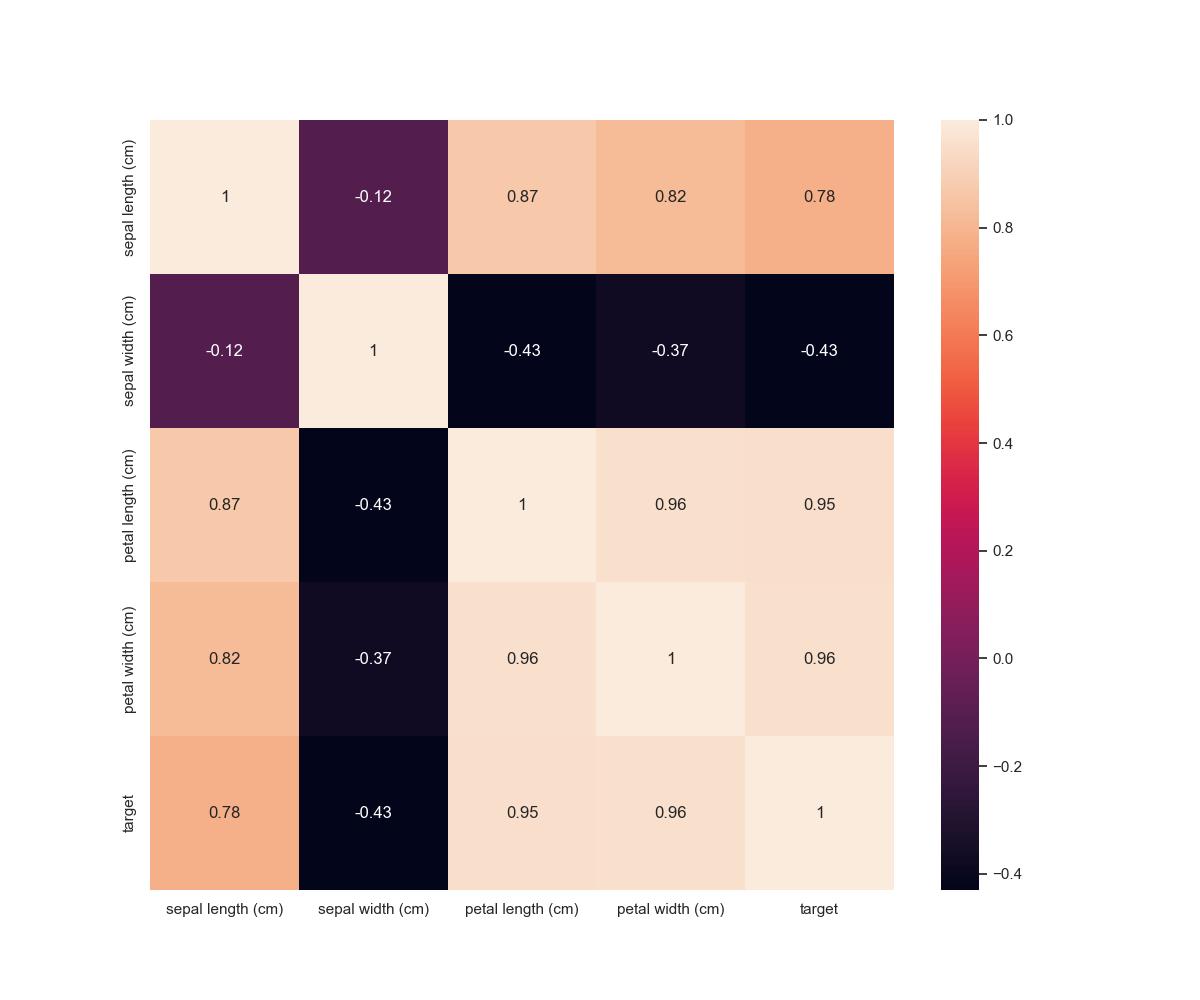 1.0
sepal length (cm) 1 -0.12 0.87 0.82 0.78
0.8
sepal width (cm) -0.12 1 -0.43 -0.37 -0.43
0.6
0.4
petal length (cm) 0.87 -0.43 1 0.96 0.95
0.2
petal width (cm) 0.82 -0.37 0.96 1 0.96
0.0
−0.2
target 0.78 -0.43 0.95 0.96 1
−0.4
sepal length (cm) sepal width (cm) petal length (cm) petal width (cm) target